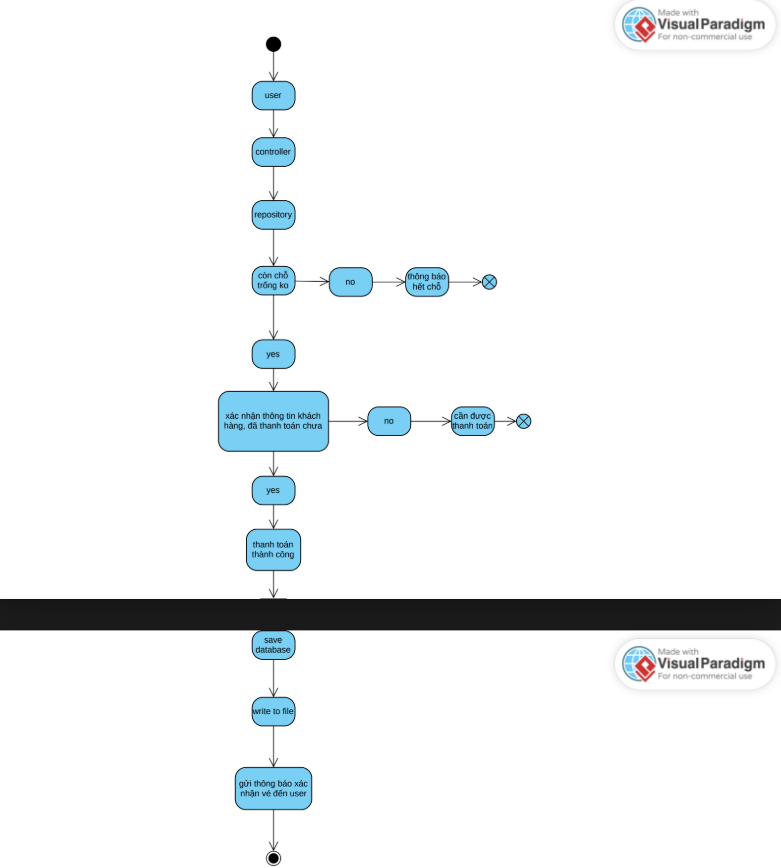 Made with
Visual Paradigm
For non-commercial use
user
controller
repository
còn chỗ
trống ko
no
thông báo
hết chỗ
yes
xác nhận thông tin khách
hàng, đã thanh toán chưa
no
cần được
thanh toán
yes
thanh toán
thành công
save
database
Made with
Visual Paradigm
For non-commercial use
write to file
gửi thông báo xác
nhận vé đến user